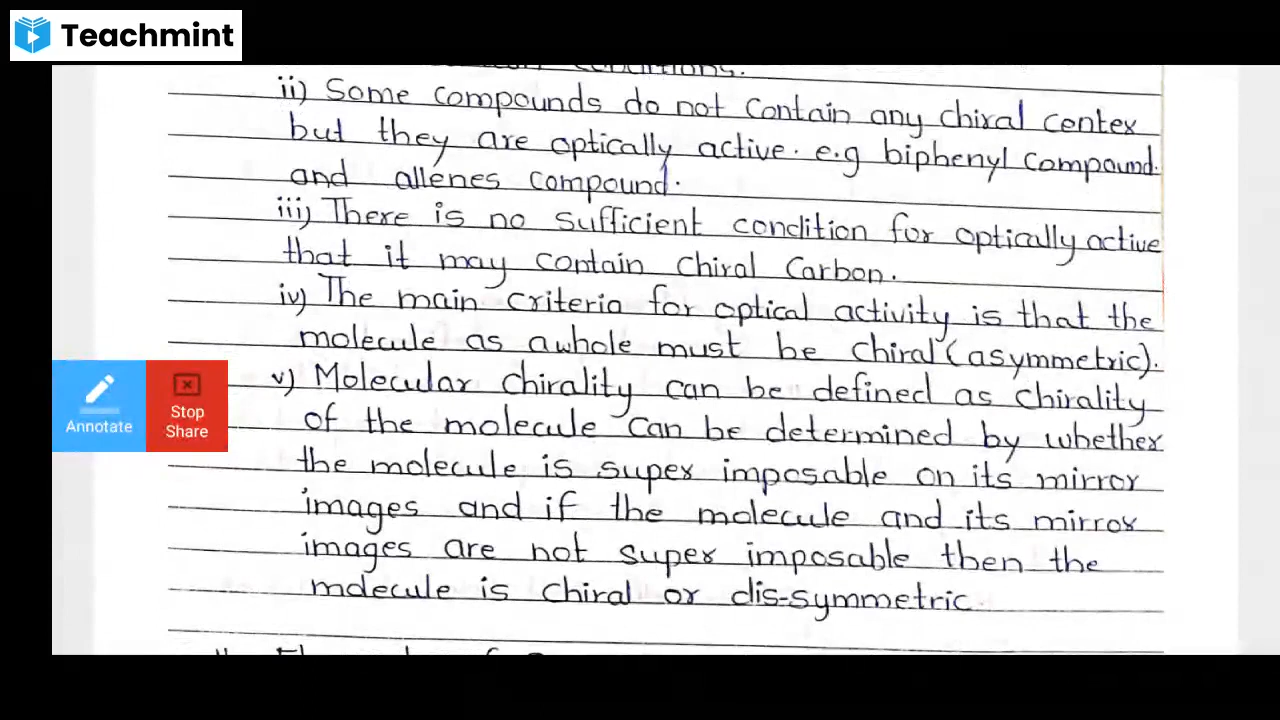 Teachmint
conditions.
ii) Some compounds do not contain any chiral center
but they are optically active. e.g biphenyl compound.
and allenes compound.
iii) There is no sufficient condition for optically active
that it may contain chiral carbon.
iv) The main criteria for optical activity is that the
molecule as awhole must be chiral (asymmetric).
v) Molecular chirality can be defined as chirality
of the molecule can be determined by whether
the molecule is super imposable on its mirror
images and if the molecule and its mirror
images are not super imposable then the
molecule is chiral or dis-symmetric.
Annotate
Stop
Share